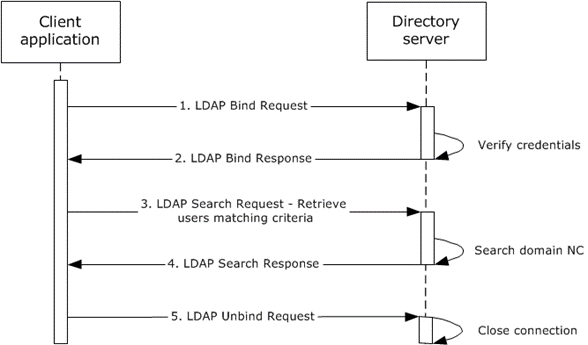 Client
application
Directory
server
1. LDAP Bind Request
Verify credentials
2. LDAP Bind Response
3. LDAP Search Request - Retrieve
users matching criteria
Search domain NC
4. LDAP Search Response
5. LDAP Unbind Request
Close connection